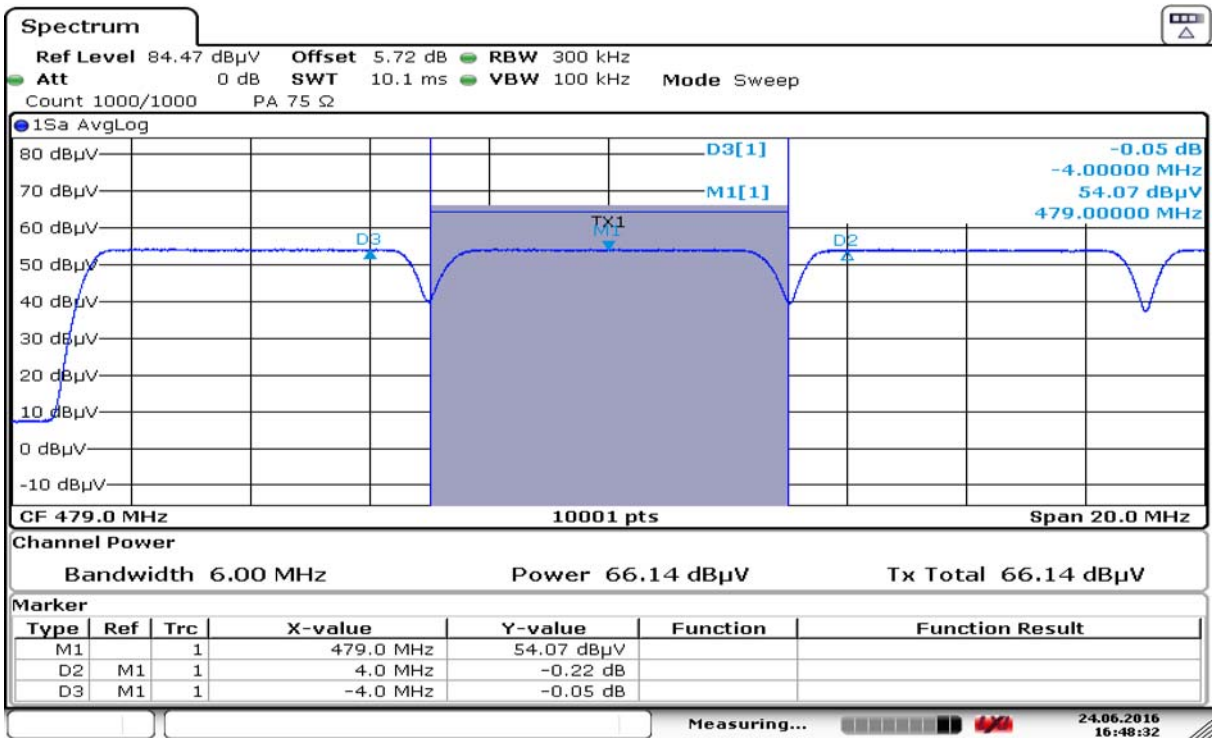 Spectrum
Ref Level 84.47 dBµV Offset 5.72 dB RBW 300 kHz
Att 0 dB SWT 10.1 ms VBW 100 kHz Mode Sweep
Count 1000/1000 PA 75 Ω
1Sa AvgLog
80 dBµV D3[1] -0.05 dB
-4.00000 MHz
70 dBµV M1[1] 54.07 dBµV
479.00000 MHz
60 dBµV TX1
D3 M1 D2
50 dBµV
40 dBµV
30 dBµV
20 dBµV
10 dBµV
0 dBµV
-10 dBµV
CF 479.0 MHz 10001 pts Span 20.0 MHz
Channel Power
Bandwidth 6.00 MHz Power 66.14 dBµV Tx Total 66.14 dBµV
Marker
Type Ref Trc X-value Y-value Function Function Result
M1 1 479.0 MHz 54.07 dBµV
D2 M1 1 4.0 MHz -0.22 dB
D3 M1 1 -4.0 MHz -0.05 dB
Measuring... 24.06.2016
16:48:32